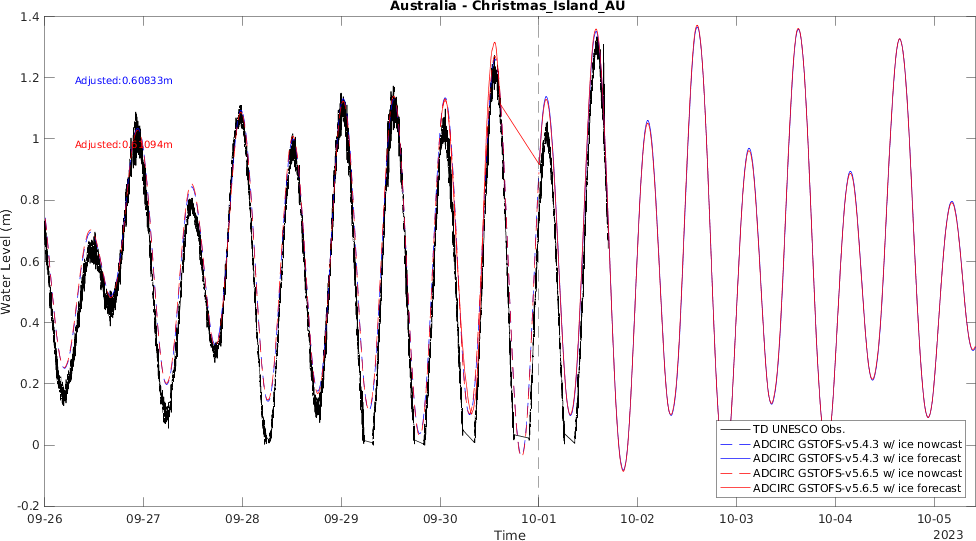 Australia - Christmas_Island_AU
1.4
1.2
1
0.8
0.6
0.4
0.2
0
-0.2
Water Level (m)
Adjusted:0.60833m
TD UNESCO Obs.
ADCIRC GSTOFS-v5.4.3 w/ ice nowcast
ADCIRC GSTOFS-v5.4.3 w/ ice forecast
ADCIRC GSTOFS-v5.6.5 w/ ice nowcast
ADCIRC GSTOFS-v5.6.5 w/ ice forecast
09-26
09-27
09-28
09-29
09-30
10-01
10-02
10-03
10-04
10-05
Time
2023